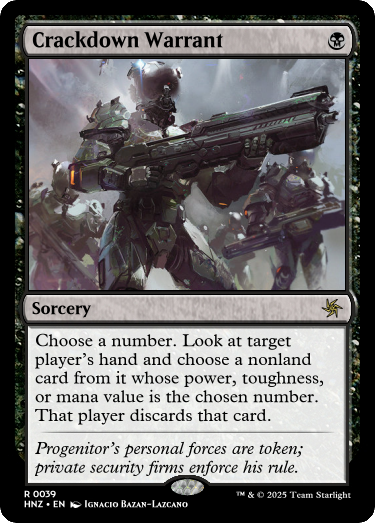 Crackdown Warrant
Sorcery
Choose a number. Look at target
player's hand and choose a nonland
card from it whose power, toughness,
or mana value is the chosen number.
That player discards that card.
Progenitor's personal forces are token;
private security firms enforce his rule.
R 0039
HNZ • EN Ignacio Bazan-Lazcano
™ & © 2025 Team Starlight